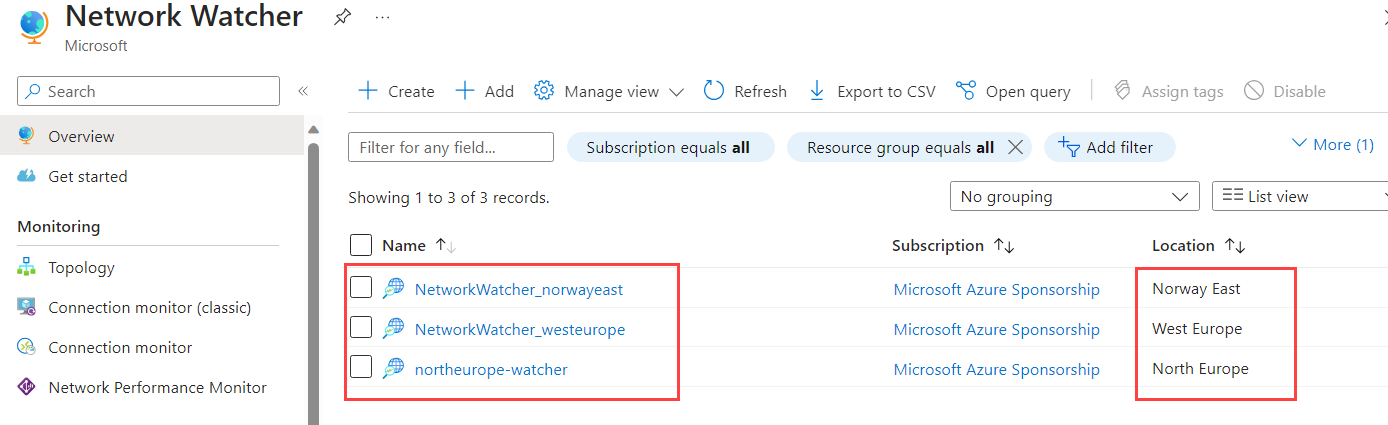 Network Watcher
Microsoft
Search
Overview
Get started
Monitoring
Topology
Connection monitor (classic)
Connection monitor
Network Performance Monitor
Create Add Manage view Refresh Export to CSV Open query Assign tags Disable
Filter for any field... Subscription equals all Resource group equals all Add filter More (1)
Showing 1 to 3 of 3 records. No grouping List view
Name Subscription Location
NetworkWatcher_norwayeast Microsoft Azure Sponsorship Norway East
NetworkWatcher_westeurope Microsoft Azure Sponsorship West Europe
northeurope-watcher Microsoft Azure Sponsorship North Europe